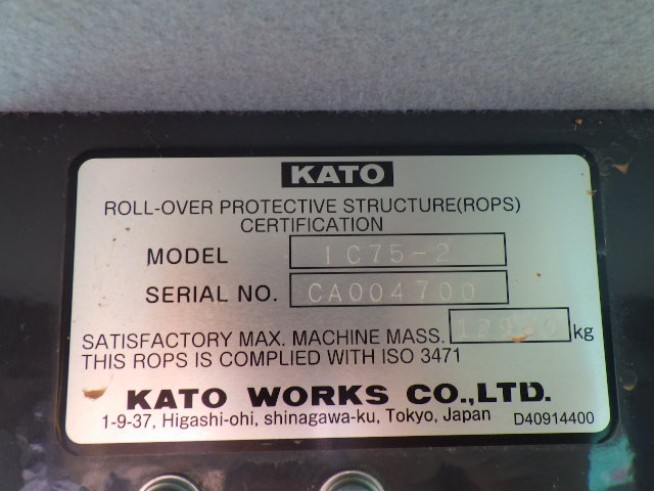 KATO
ROLL-OVER PROTECTIVE STRUCTURE(ROPS)
CERTIFICATION
MODEL IC75-2
SERIAL NO. CA004700
SATISFACTORY MAX. MACHINE MASS. kg
THIS ROPS IS COMPLIED WITH ISO 3471
KATO WORKS CO.,LTD.
1-9-37, Higashi-ohi, shinagawa-ku, Tokyo, Japan D40914400